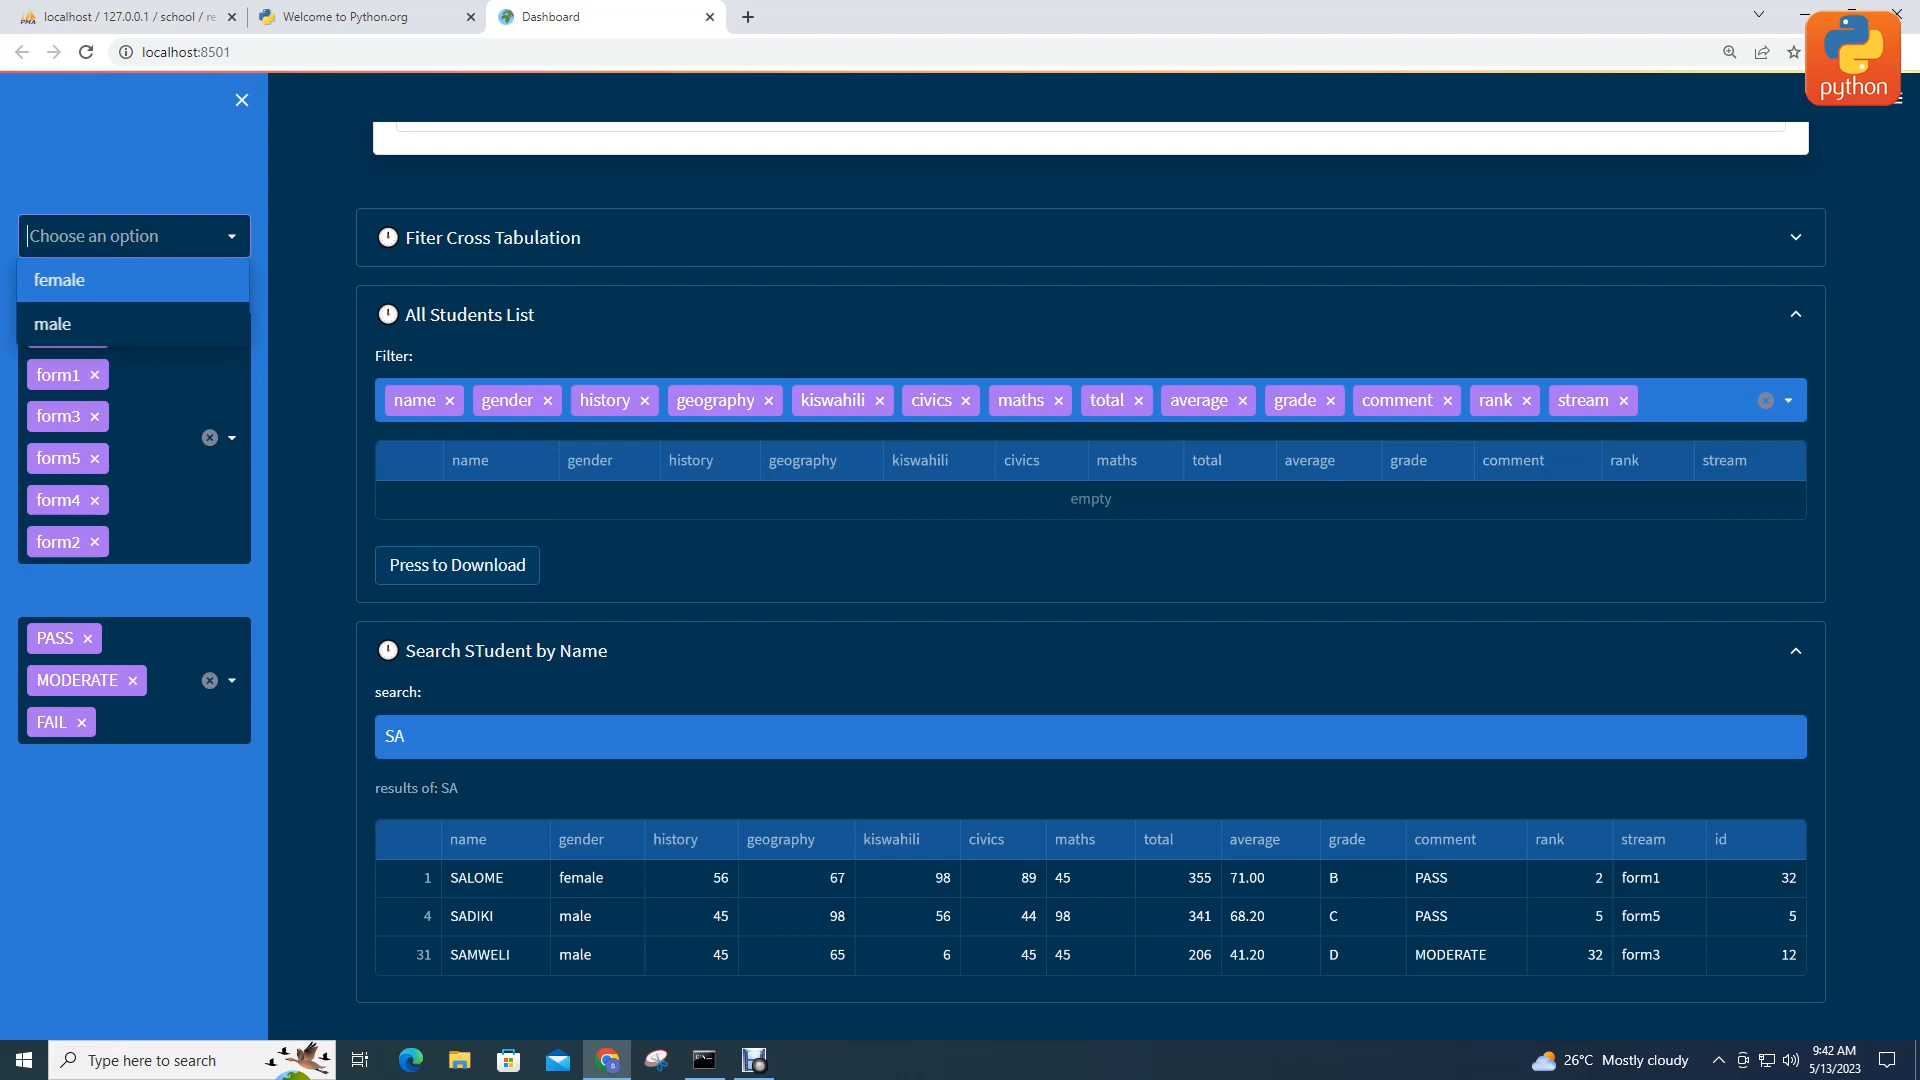 localhost / 127.0.0.1 / school / re
Welcome to Python.org
Dashboard
localhost:8501
python
Choose an option
female
male
form1
form3
form5
form4
form2
PASS
MODERATE
FAIL
Fiter Cross Tabulation
All Students List
Filter:
name gender history geography kiswahili civics maths total average grade comment rank stream
name gender history geography kiswahili civics maths total average grade comment rank stream
empty
Press to Download
Search STudent by Name
search:
SA
results of: SA
name gender history geography kiswahili civics maths total average grade comment rank stream id
1 SALOME female 56 67 98 89 45 355 71.00 B PASS 2 form1 32
4 SADIKI male 45 98 56 44 98 341 68.20 C PASS 5 form5 5
31 SAMWELI male 45 65 6 45 45 206 41.20 D MODERATE 32 form3 12
Type here to search
26°C Mostly cloudy
9:42 AM
5/13/2023